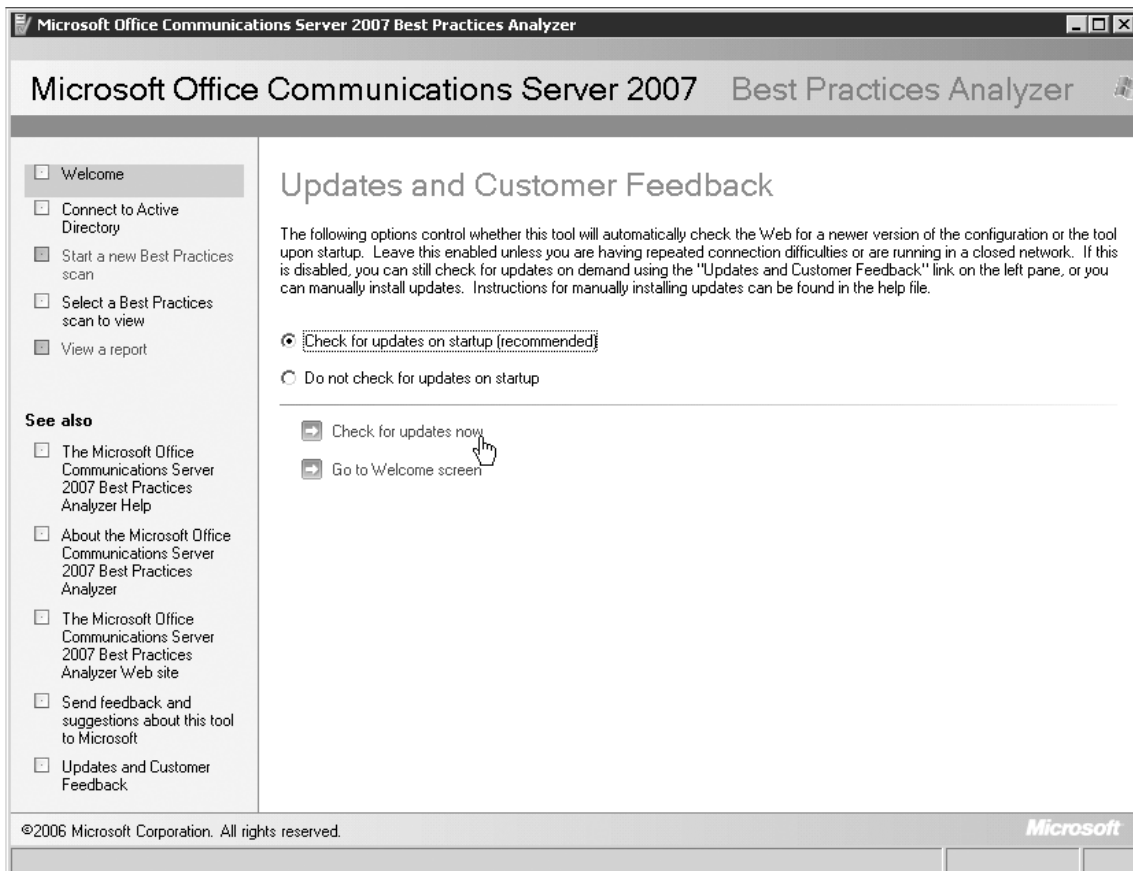 Microsoft Office Communications Server 2007 Best Practices Analyzer
Microsoft Office Communications Server 2007 Best Practices Analyzer
Welcome
Connect to Active
Directory
Start a new Best Practices
scan
Select a Best Practices
scan to view
View a report
See also
The Microsoft Office
Communications Server
2007 Best Practices
Analyzer Help
About the Microsoft Office
Communications Server
2007 Best Practices
Analyzer
The Microsoft Office
Communications Server
2007 Best Practices
Analyzer Web site
Send feedback and
suggestions about this tool
to Microsoft
Updates and Customer
Feedback
Updates and Customer Feedback
The following options control whether this tool will automatically check the Web for a newer version of the configuration or the tool
upon startup. Leave this enabled unless you are having repeated connection difficulties or are running in a closed network. If this
is disabled, you can still check for updates on demand using the "Updates and Customer Feedback" link on the left pane, or you
can manually install updates. Instructions for manually installing updates can be found in the help file.
Check for updates on startup (recommended)
Do not check for updates on startup
Check for updates now
Go to Welcome screen
©2006 Microsoft Corporation. All rights reserved.
Microsoft